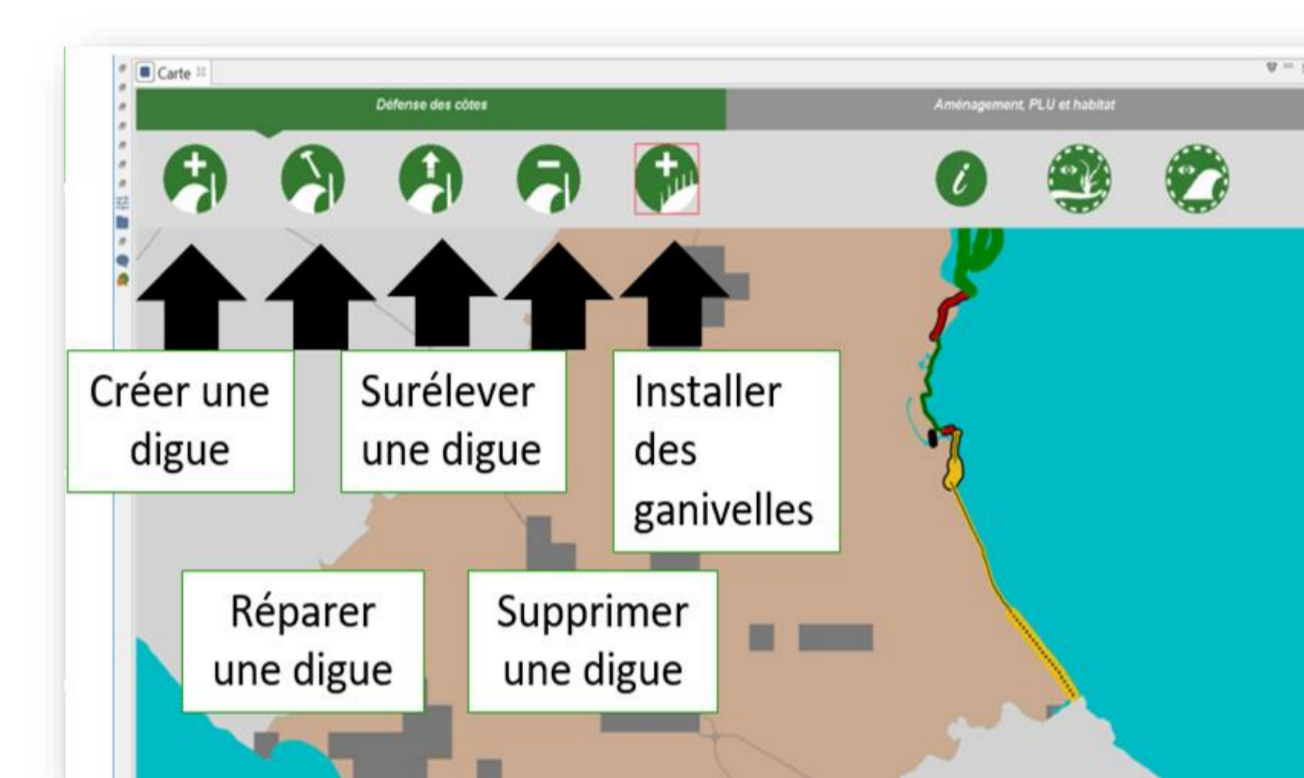 Carte
Défense des côtes
Aménagement, PLU et habitat
i
Créer une
digue
Surélever
une digue
Installer
des
ganivelles
Réparer
une digue
Supprimer
une digue